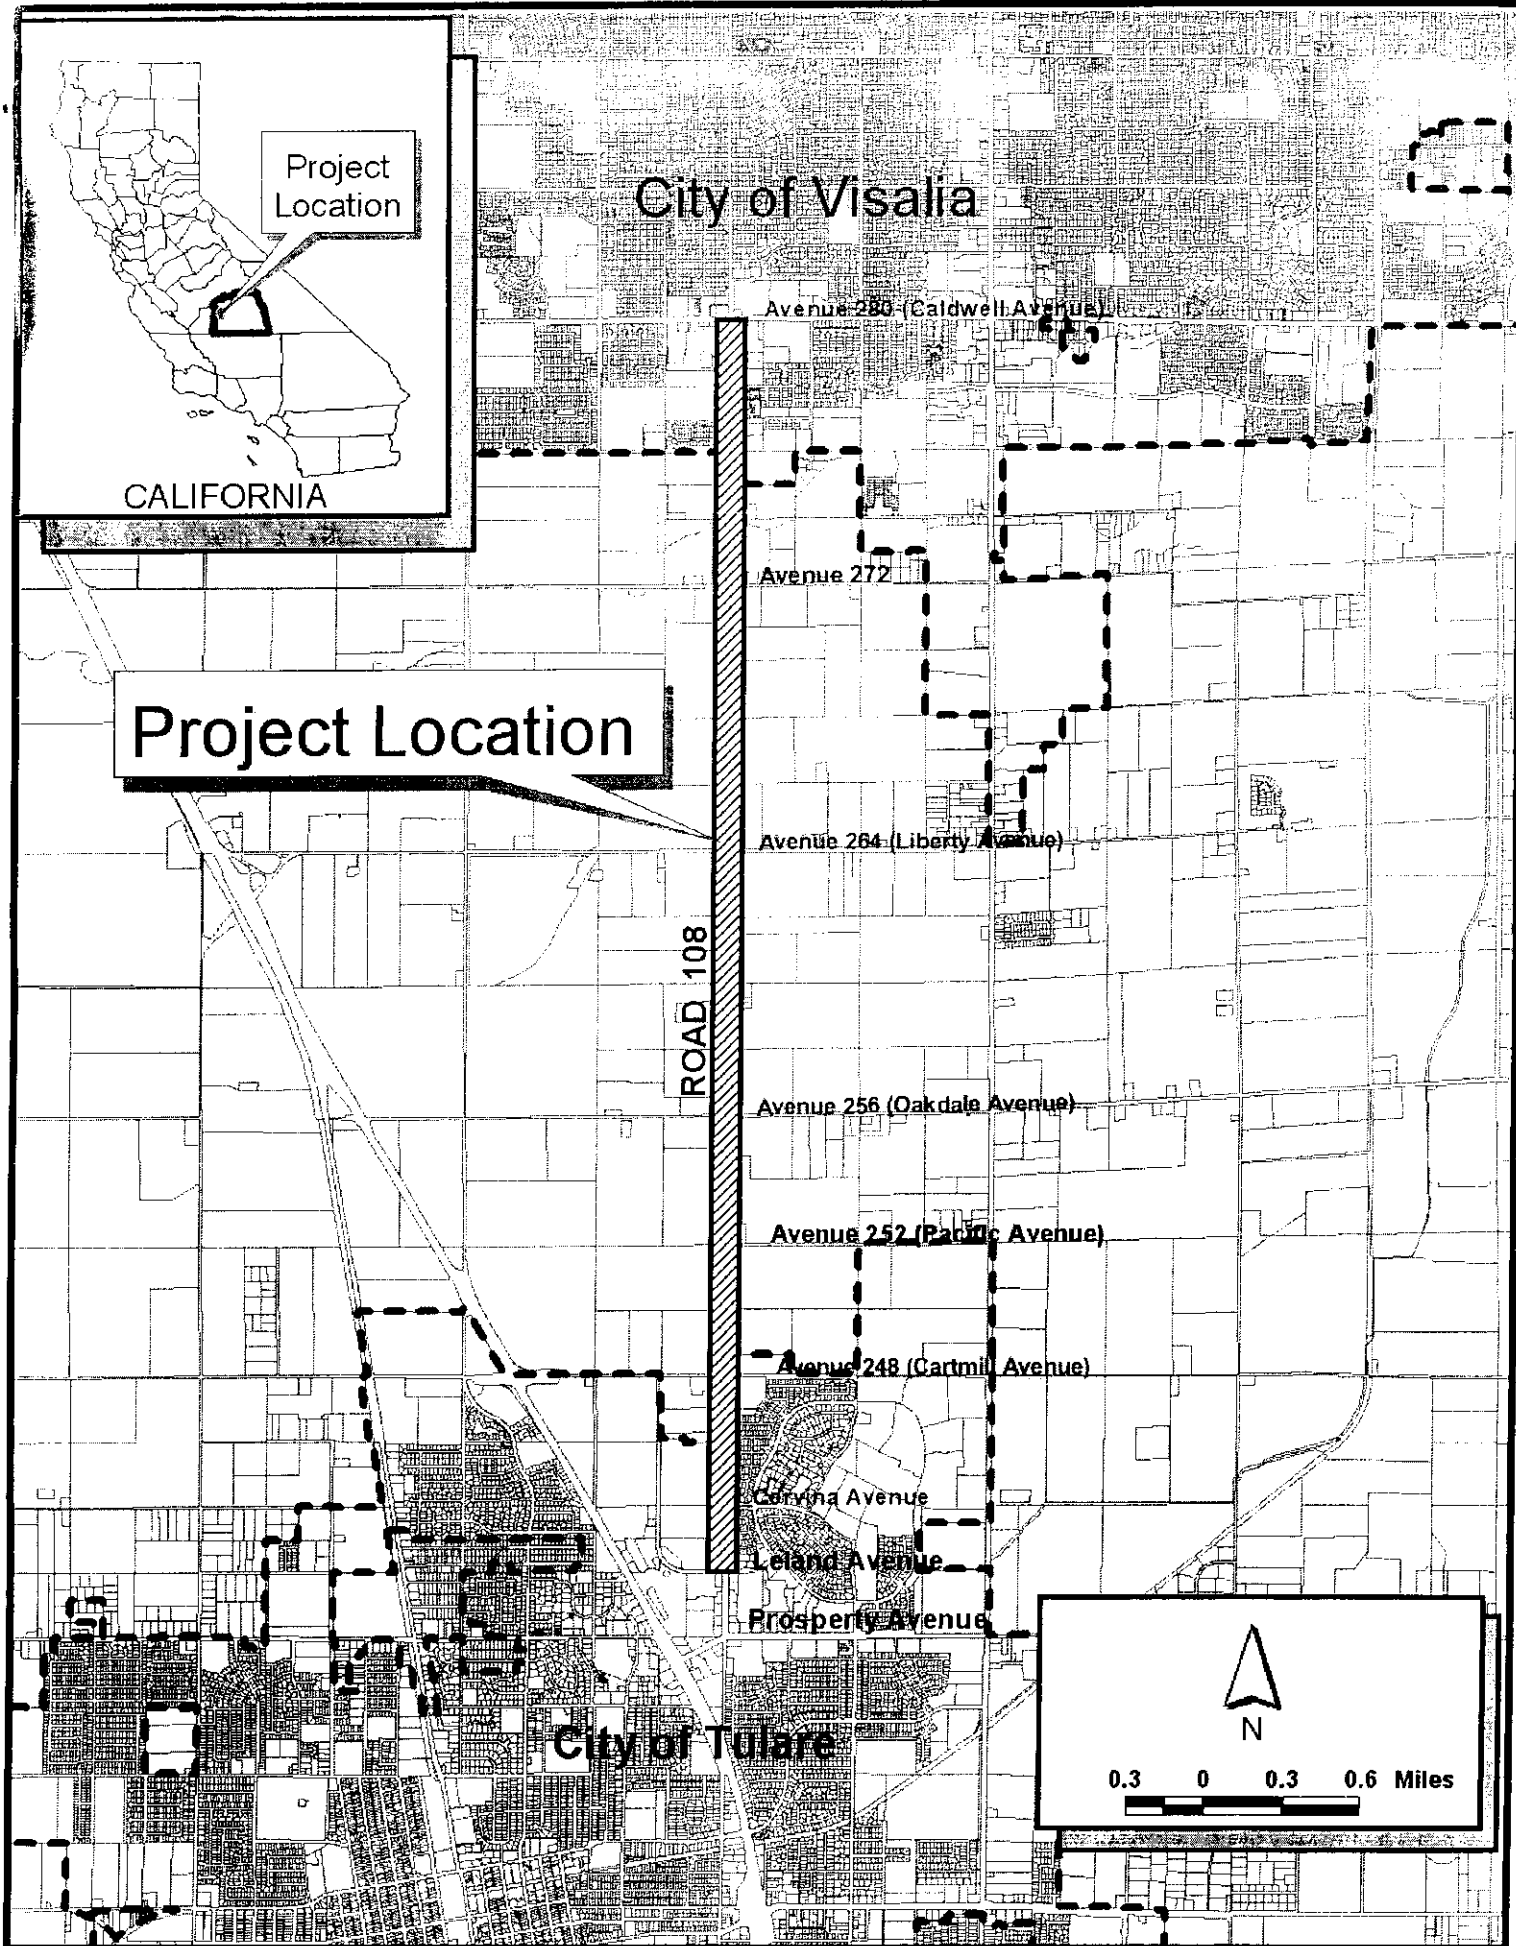 Project
Location
CALIFORNIA
City of Visalia
Avenue 280 (Caldwell Avenue)
Avenue 272
Project Location
Avenue 264 (Liberty Avenue)
ROAD 108
Avenue 256 (Oakdale Avenue)
Avenue 252 (Pacific Avenue)
Avenue 248 (Cartmill Avenue)
Corvina Avenue
Leland Avenue
Prosperty Avenue
City of Tulare
N
0.3 0 0.3 0.6 Miles